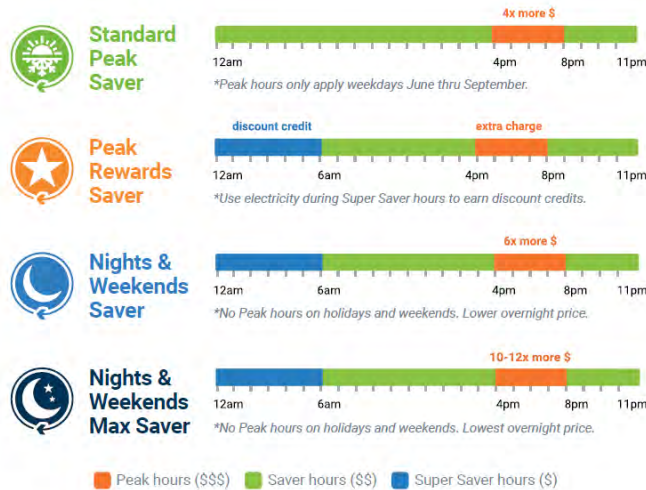 4x more $
Standard
Peak
Saver
12am 4pm 8pm 11pm
*Peak hours only apply weekdays June thru September.
discount credit extra charge
Peak
Rewards
Saver
12am 6am 4pm 8pm 11pm
*Use electricity during Super Saver hours to earn discount credits.
6x more $
Nights &
Weekends
Saver
12am 6am 4pm 8pm 11pm
*No Peak hours on holidays and weekends. Lower overnight price.
10-12x more $
Nights &
Weekends
Max Saver
12am 6am 4pm 8pm 11pm
*No Peak hours on holidays and weekends. Lowest overnight price.
Peak hours ($$$) Saver hours ($$) Super Saver hours ($)